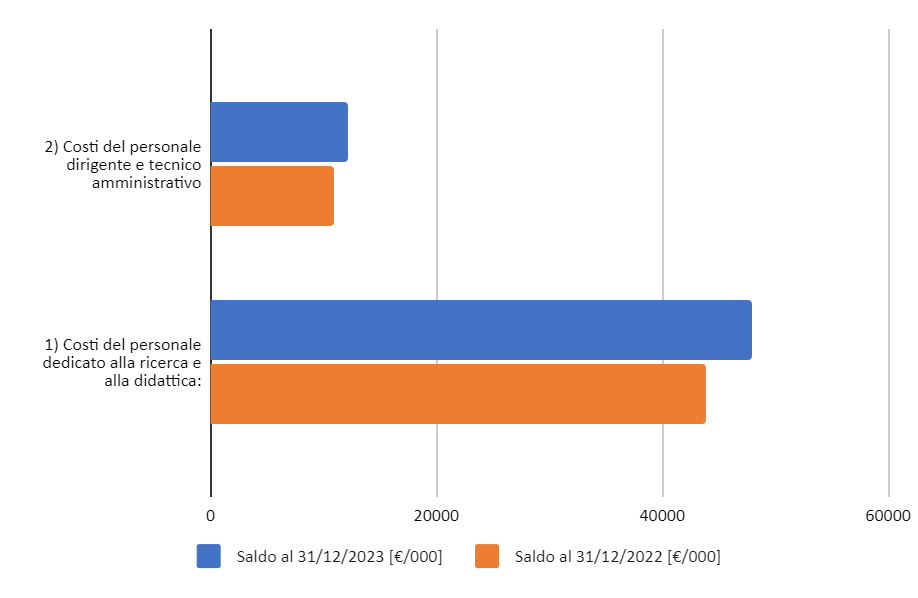 2) Costi del personale
dirigente e tecnico
amministrativo
1) Costi del personale
dedicato alla ricerca e
alla didattica:
0
20000
40000
60000
Saldo al 31/12/2023 [€/000]
Saldo al 31/12/2022 [€/000]